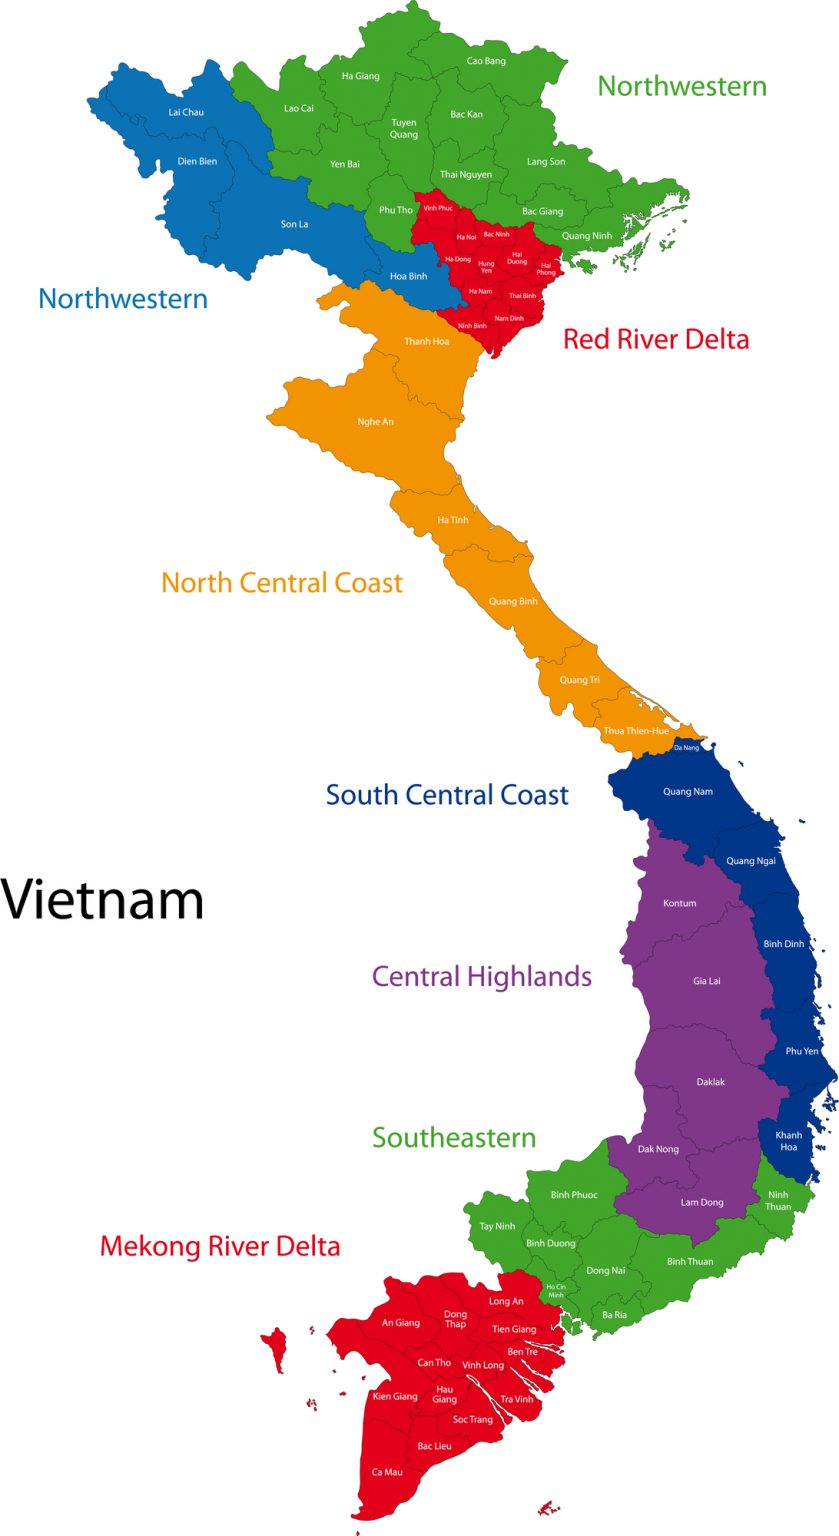 Cao Bang
Ha Giang
Northwestern
Lao Cai
Bac Kan
Lai Chau
Tuyen
Quang
Dien Bien
Yen Bai
Lang Son
Thai Nguyen
Phu Tho
Vinh Phuc
Bac Giang
Son La
Quang Ninh
Ha Noi
Bac Ninh
Ha Dong
Hung
Yen
Hai
Duong
Hai
Phong
Hoa Binh
Northwestern
Ha Nam
Thai Binh
Nam Dinh
Ninh Binh
Red River Delta
Thanh Hoa
Nghe An
Ha Tinh
North Central Coast
Quang Binh
Quang Tri
Thua Thien-Hue
Da Nang
South Central Coast
Quang Nam
Quang Ngai
Vietnam
Kontum
Binh Dinh
Central Highlands
Gia Lai
Phu Yen
Daklak
Southeastern
Khanh
Hoa
Dak Nong
Binh Phuoc
Lam Dong
Ninh
Thuan
Tay Ninh
Binh Duong
Mekong River Delta
Binh Thuan
Dong Nai
Ho Cin
Minh
Long An
Ba Ria
An Giang
Dong
Thap
Tien Giang
Ben Tre
Can Tho
Vinh Long
Kien Giang
Hau
Giang
Tra Vinh
Soc Trang
Bac Lieu
Ca Mau